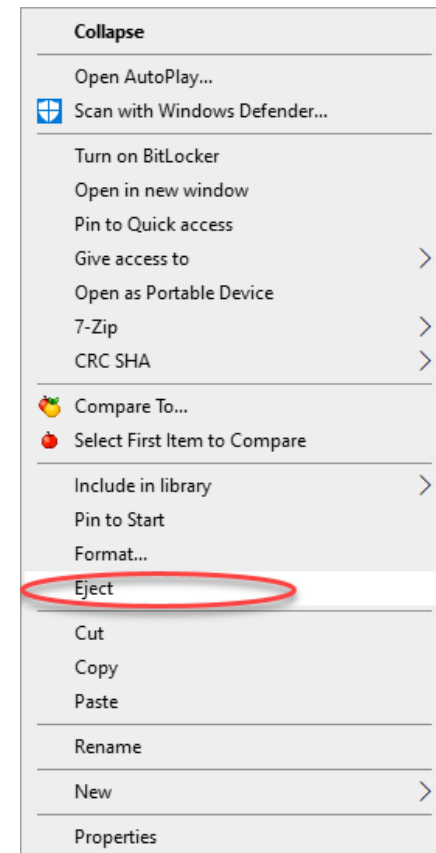 Collapse
Open AutoPlay...
Scan with Windows Defender...
Turn on BitLocker
Open in new window
Pin to Quick access
Give access to
Open as Portable Device
7-Zip
CRC SHA
Compare To...
Select First Item to Compare
Include in library
Pin to Start
Format...
Eject
Cut
Copy
Paste
Rename
New
Properties